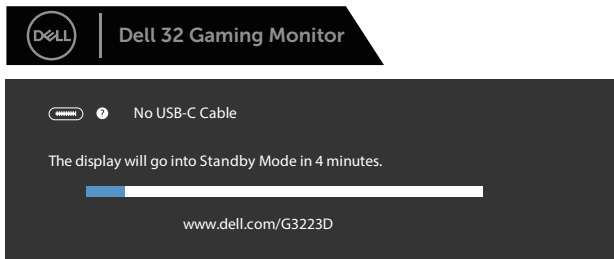 DELL
Dell 32 Gaming Monitor
? No USB-C Cable
The display will go into Standby Mode in 4 minutes.
www.dell.com/G3223D